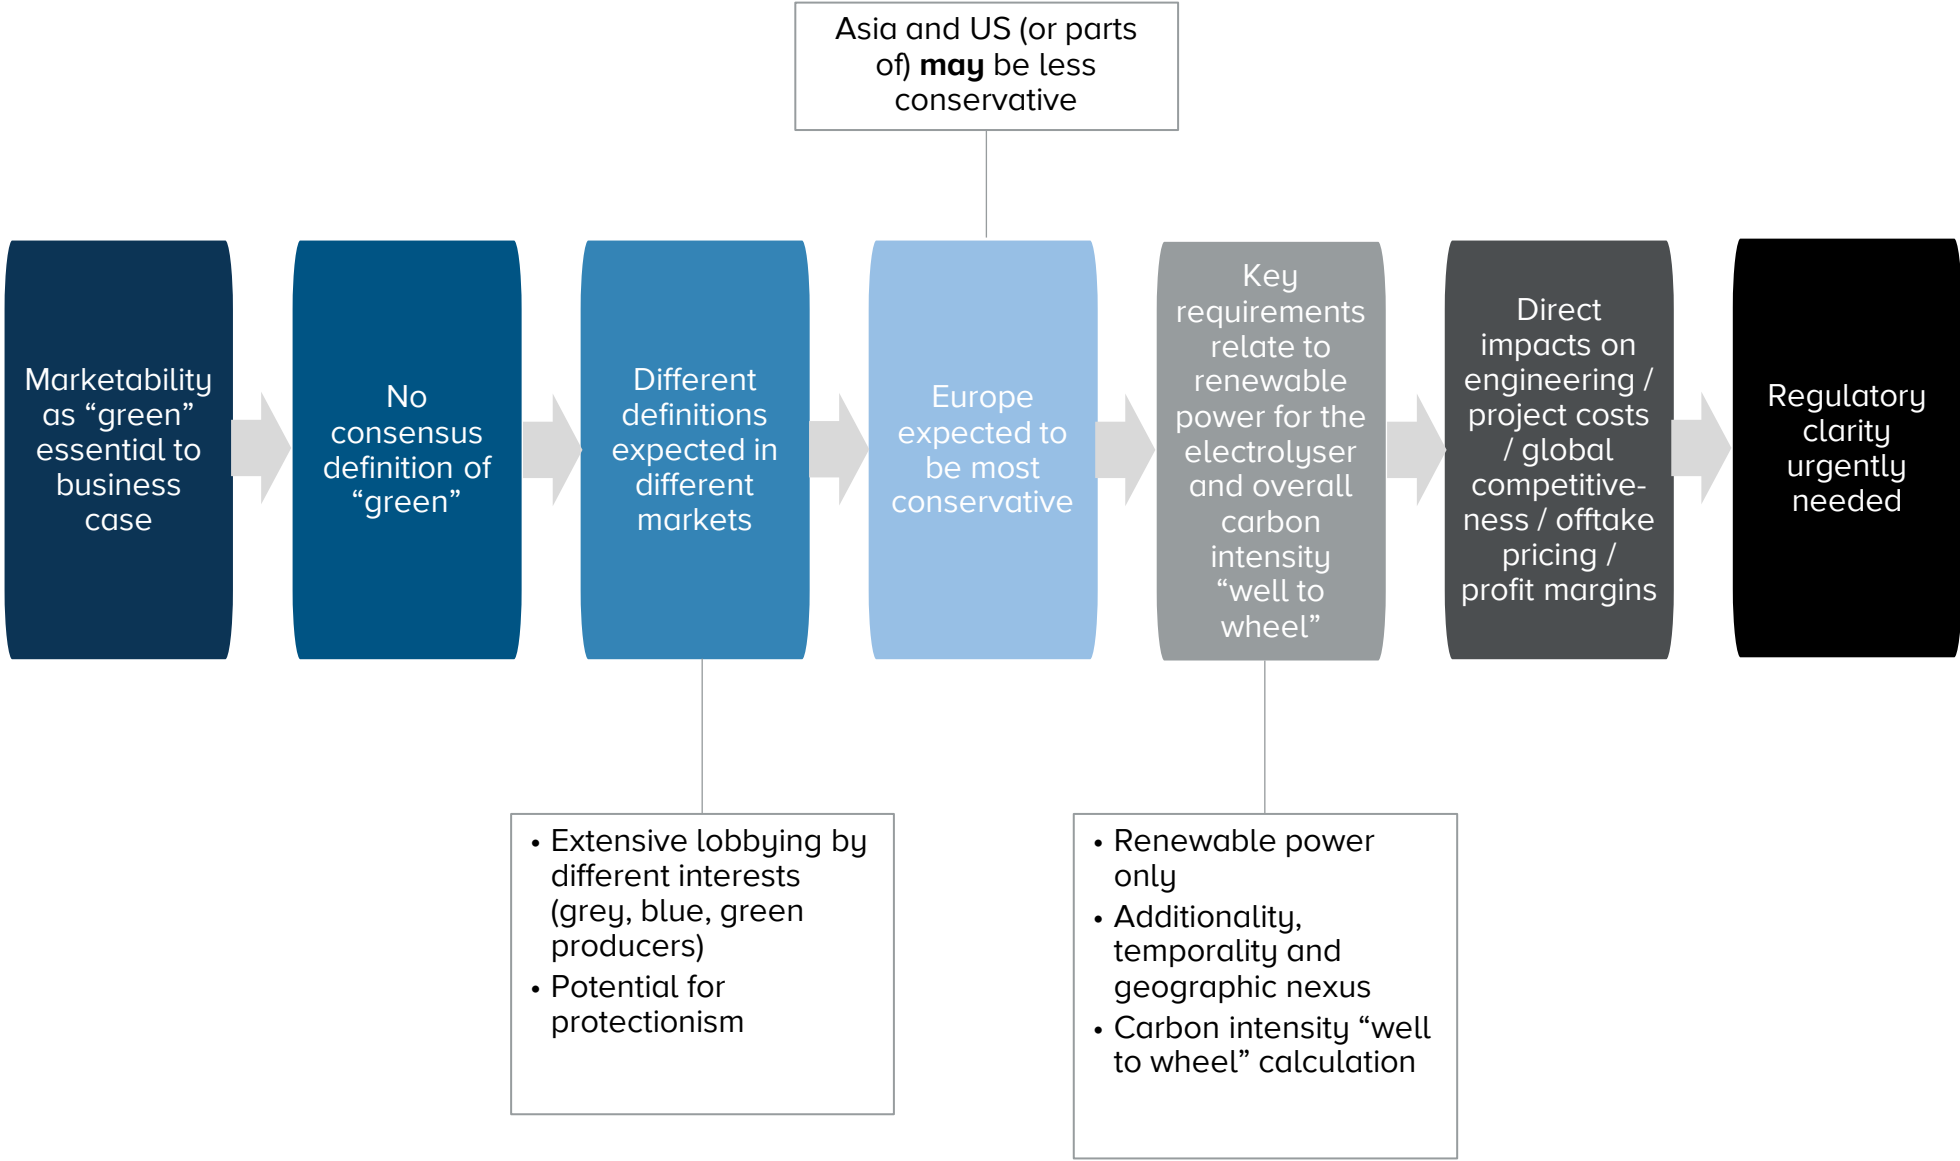 Asia and US (or parts
of) may be less
conservative
Marketability
as “green”
essential to
business
case
No
consensus
definition of
“green”
Different
definitions
expected in
different
markets
Europe
expected to
be most
conservative
Key
requirements
relate to
renewable
power for the
electrolyser
and overall
carbon
intensity
“well to
wheel”
Direct
impacts on
engineering /
project costs
/ global
competitive-
ness / offtake
pricing /
profit margins
Regulatory
clarity
urgently
needed
• Extensive lobbying by
different interests
(grey, blue, green
producers)
• Potential for
protectionism
• Renewable power
only
• Additionality,
temporality and
geographic nexus
• Carbon intensity “well
to wheel” calculation